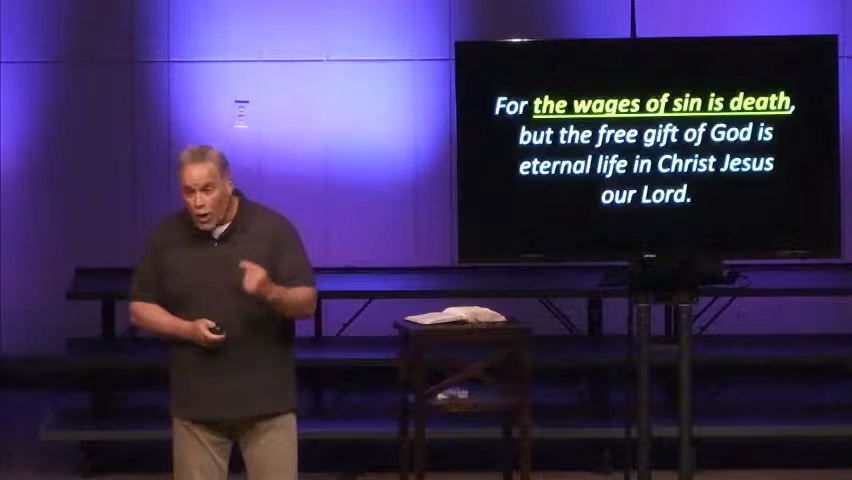 For the wages of sin is death,
but the free gift of God is
eternal life in Christ Jesus
our Lord.